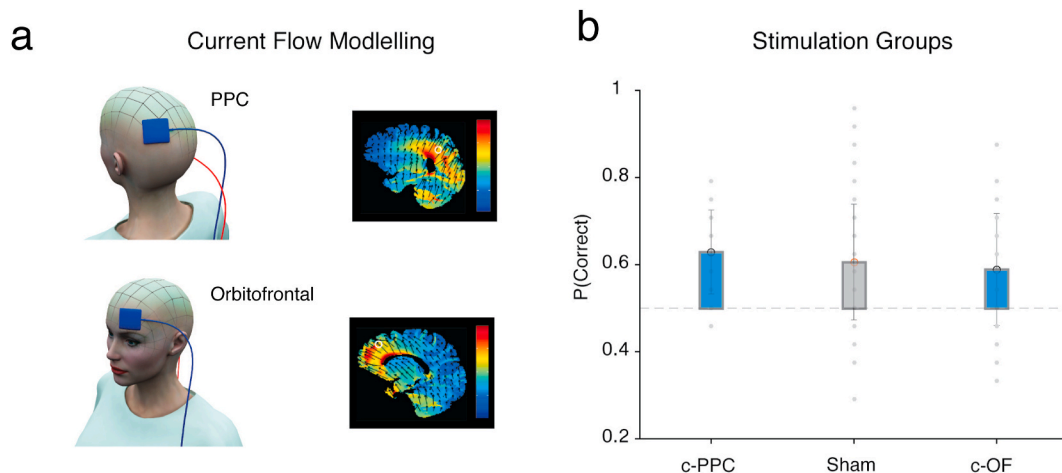 a
Current Flow Modlelling
PPC
Orbitofrontal
b
Stimulation Groups
P(Correct)
1
0.8
0.6
0.4
0.2
c-PPC
Sham
c-OF